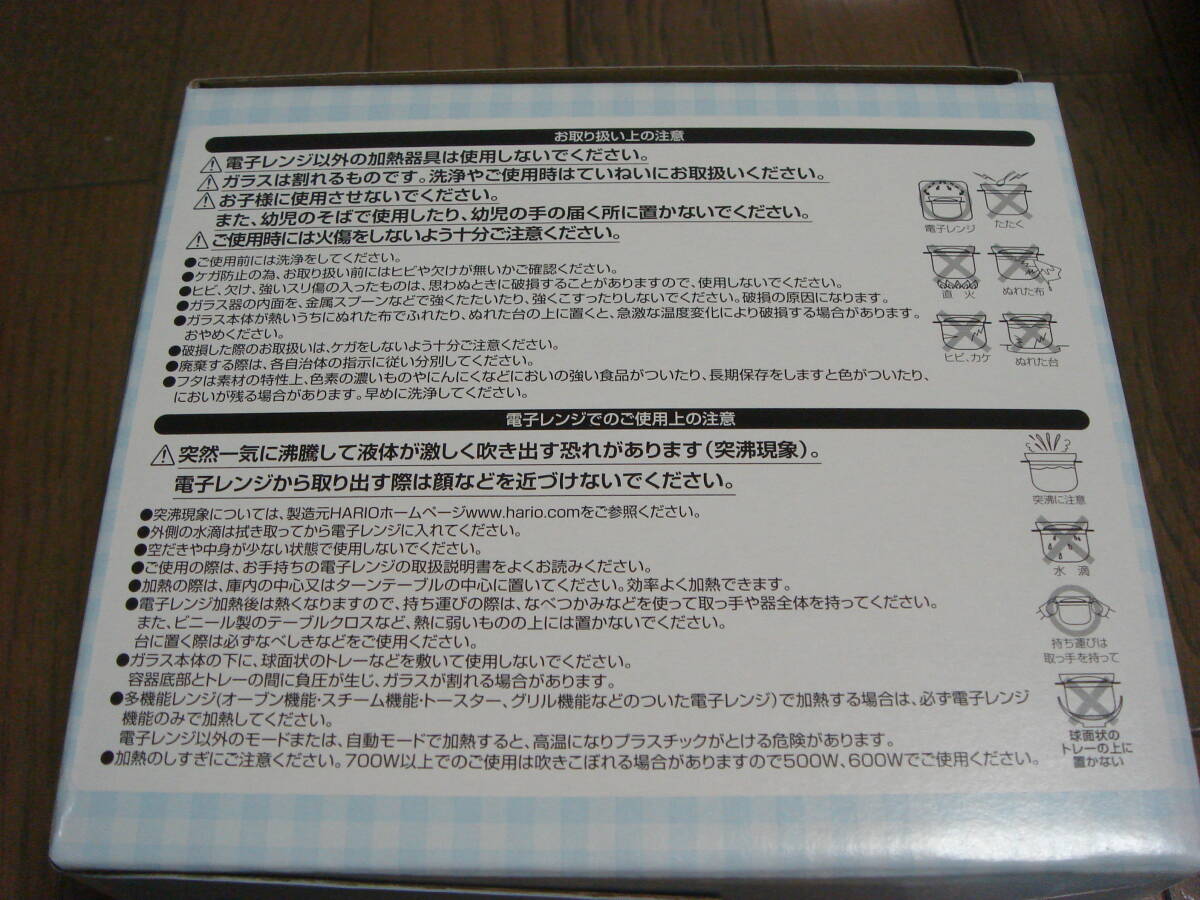 お取り扱い上の注意
⚠電子レンジ以外の加熱器具は使用しないでください。
⚠ガラスは割れるものです。洗浄やご使用時はていねいにお取扱いください。
⚠お子様に使用させないでください。
また、幼児のそばで使用したり、幼児の手の届く所に置かないでください。
⚠ご使用時には火傷をしないよう十分ご注意ください。
●ご使用前には洗浄をしてください。
●ケガ防止の為、お取り扱い前にはヒビや欠けが無いかご確認ください。
●ヒビ、欠け、強いスリ傷の入ったものは、思わぬときに破損することがありますので、使用しないでください。
●ガラス器の内面を、金属スプーンなどで強くたたいたり、強くこすったりしないでください。破損の原因になります。
●ガラス本体が熱いうちにぬれた布でふれたり、ぬれた台の上に置くと、急激な温度変化により破損する場合があります。
おやめください。
●破損した際のお取扱いは、ケガをしないよう十分ご注意ください。
●廃棄する際は、各自治体の指示に従い分別してください。
●フタは素材の特性上、色素の濃いものやにんにくなどにおいの強い食品がついたり、長期保存をしますと色がついたり、
においが残る場合があります。早めに洗浄してください。
電子レンジ
たたく
直火
ぬれた布
ヒビ、カケ
ぬれた台
電子レンジでのご使用上の注意
⚠突然一気に沸騰して液体が激しく吹き出す恐れがあります(突沸現象)。
電子レンジから取り出す際は顔などを近づけないでください。
●突沸現象については、製造元HARIOホームページwww.hario.comをご参照ください。
●外側の水滴は拭き取ってから電子レンジに入れてください。
●空だきや中身が少ない状態で使用しないでください。
●ご使用の際は、お手持ちの電子レンジの取扱説明書をよくお読みください。
●加熱の際は、庫内の中心又はターンテーブルの中心に置いてください。効率よく加熱できます。
●電子レンジ加熱後は熱くなりますので、持ち運びの際は、なべつかみなどを使って取っ手や器全体を持ってください。
また、ビニール製のテーブルクロスなど、熱に弱いものの上には置かないでください。
台に置く際は必ずなべしきなどをご使用ください。
●ガラス本体の下に、球面状のトレーなどを敷いて使用しないでください。
容器底部とトレーの間に負圧が生じ、ガラスが割れる場合があります。
●多機能レンジ(オーブン機能・スチーム機能・トースター、グリル機能などのついた電子レンジ)で加熱する場合は、必ず電子レンジ
機能のみで加熱してください。
電子レンジ以外のモードまたは、自動モードで加熱すると、高温になりプラスチックがとける危険があります。
●加熱のしすぎにご注意ください。700W以上でのご使用は吹きこぼれる場合がありますので500W、600Wでご使用ください。
突沸に注意
水滴
持ち運びは
取っ手を持って
球面状の
トレーの上に
置かない